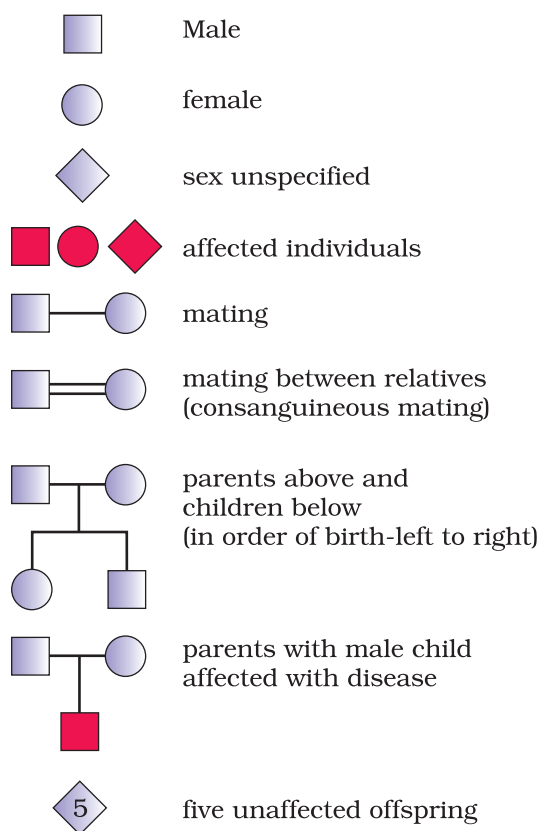 Male
female
sex unspecified
affected individuals
mating
mating between relatives
(consanguineous mating)
parents above and
children below
(in order of birth-left to right)
parents with male child
affected with disease
5 five unaffected offspring